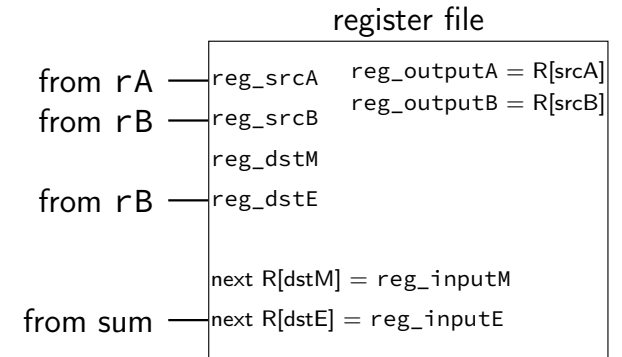 register file
from rA reg_srcA reg_outputA = R[srcA]
from rB reg_srcB reg_outputB = R[srcB]
reg_dstM
from rB reg_dstE
next R[dstM] = reg_inputM
from sum next R[dstE] = reg_inputE